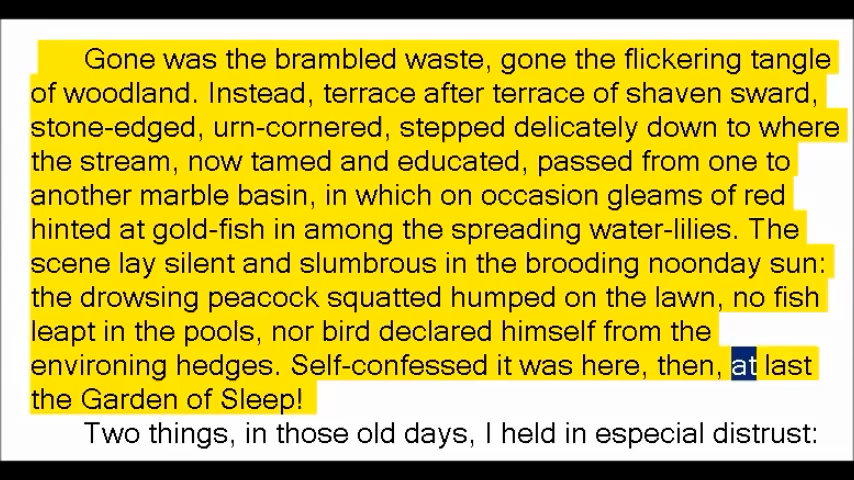 Gone was the brambled waste, gone the flickering tangle
of woodland. Instead, terrace after terrace of shaven sward,
stone-edged, urn-cornered, stepped delicately down to where
the stream, now tamed and educated, passed from one to
another marble basin, in which on occasion gleams of red
hinted at gold-fish in among the spreading water-lilies. The
scene lay silent and slumbrous in the brooding noonday sun:
the drowsing peacock squatted humped on the lawn, no fish
leapt in the pools, nor bird declared himself from the
environing hedges. Self-confessed it was here, then, at last
the Garden of Sleep!
Two things, in those old days, I held in especial distrust: